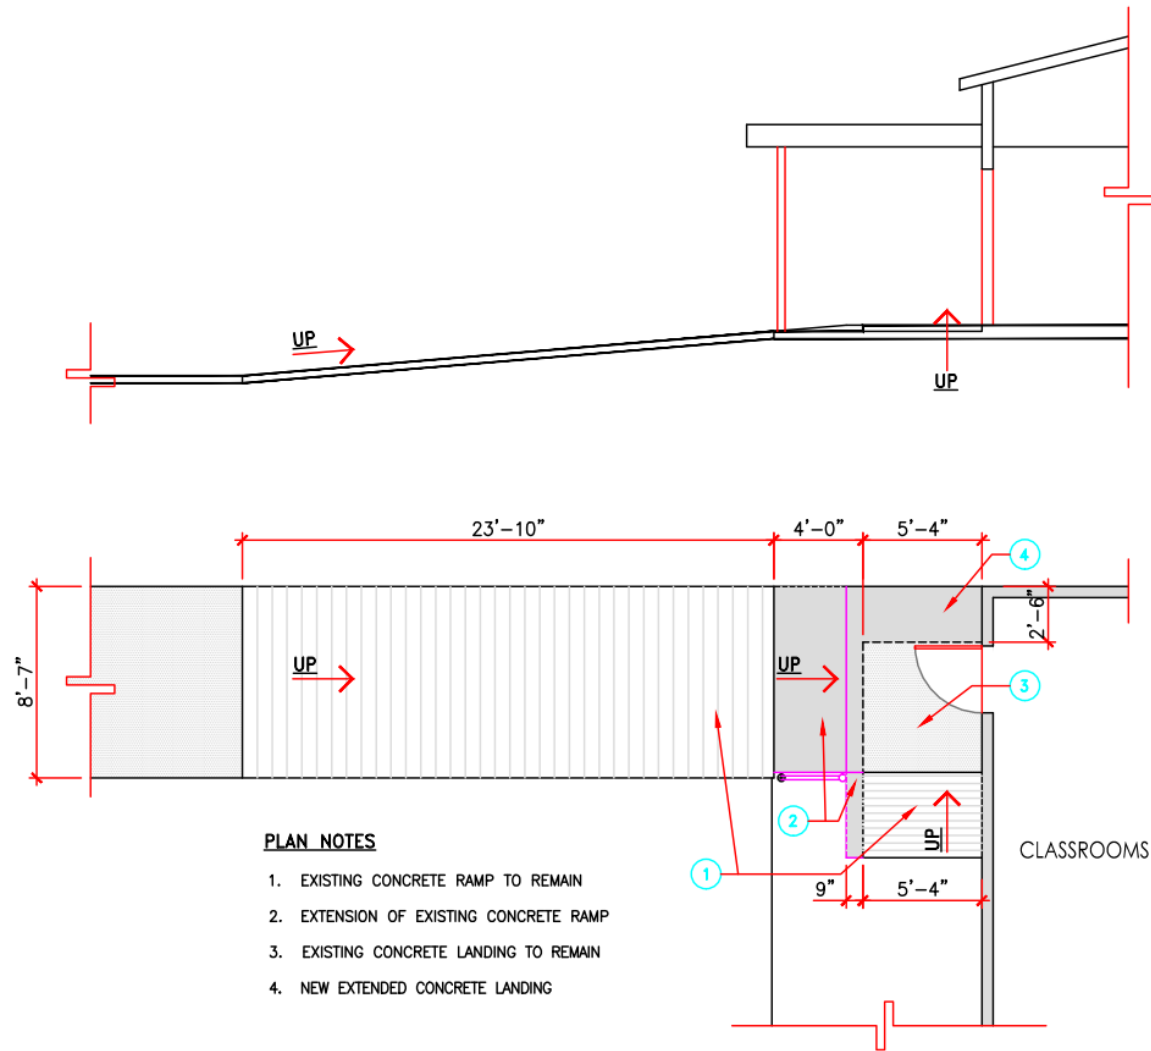 UP
UP
23'-10"
4'-0"
5'-4"
4
2'-6"
8'-7"
UP
UP
3
2
UP
PLAN NOTES
CLASSROOMS
1
9"
5'-4"
1. EXISTING CONCRETE RAMP TO REMAIN
2. EXTENSION OF EXISTING CONCRETE RAMP
3. EXISTING CONCRETE LANDING TO REMAIN
4. NEW EXTENDED CONCRETE LANDING